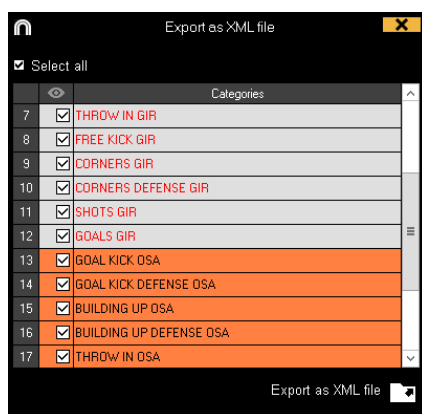 Export as XML file
Select all
Categories
7 THROW IN GIR
8 FREE KICK GIR
9 CORNERS GIR
10 CORNERS DEFENSE GIR
11 SHOTS GIR
12 GOALS GIR
13 GOAL KICK OSA
14 GOAL KICK DEFENSE OSA
15 BUILDING UP OSA
16 BUILDING UP DEFENSE OSA
17 THROW IN OSA
Export as XML file